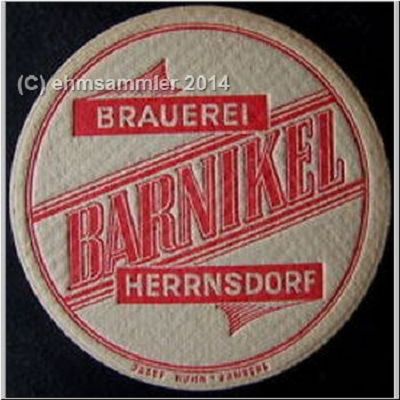 (C) ehmsammler 2014
BRAUEREI
BARNIKEL
HERRNSDORF